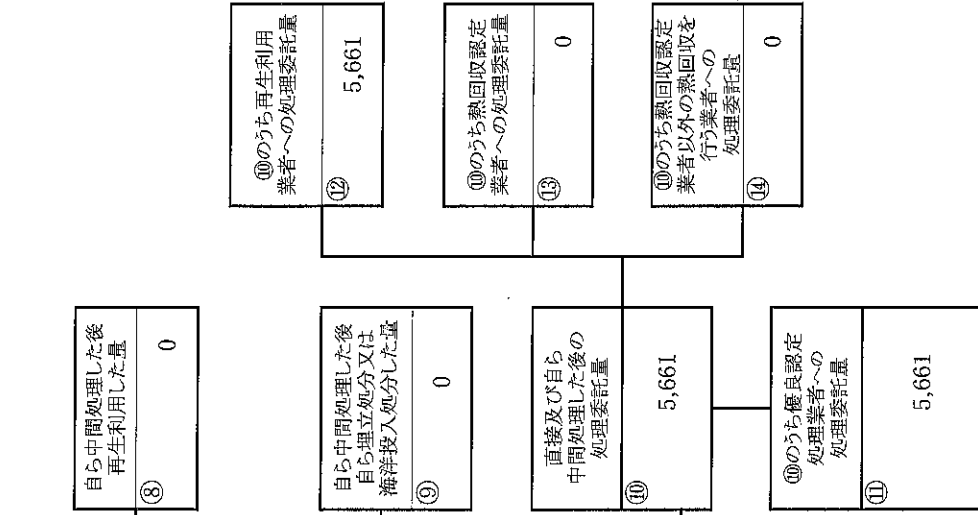 自ら中間処理した後
再生利用した量
⑧
0
自ら中間処理した後
自ら埋立処分又は
海洋投入処分した量
⑨
0
直接及び自ら
中間処理した後の
処理委託量
⑩
5,661
⑩のうち優良認定
処理業者への
処理委託量
⑪
5,661
⑩のうち再生利用
業者への処理委託量
⑫
5,661
⑩のうち熱回収認定
業者への処理委託量
⑬
0
⑩のうち熱回収認定
業者以外の熱回収を
行う業者への
処理委託量
⑭
0